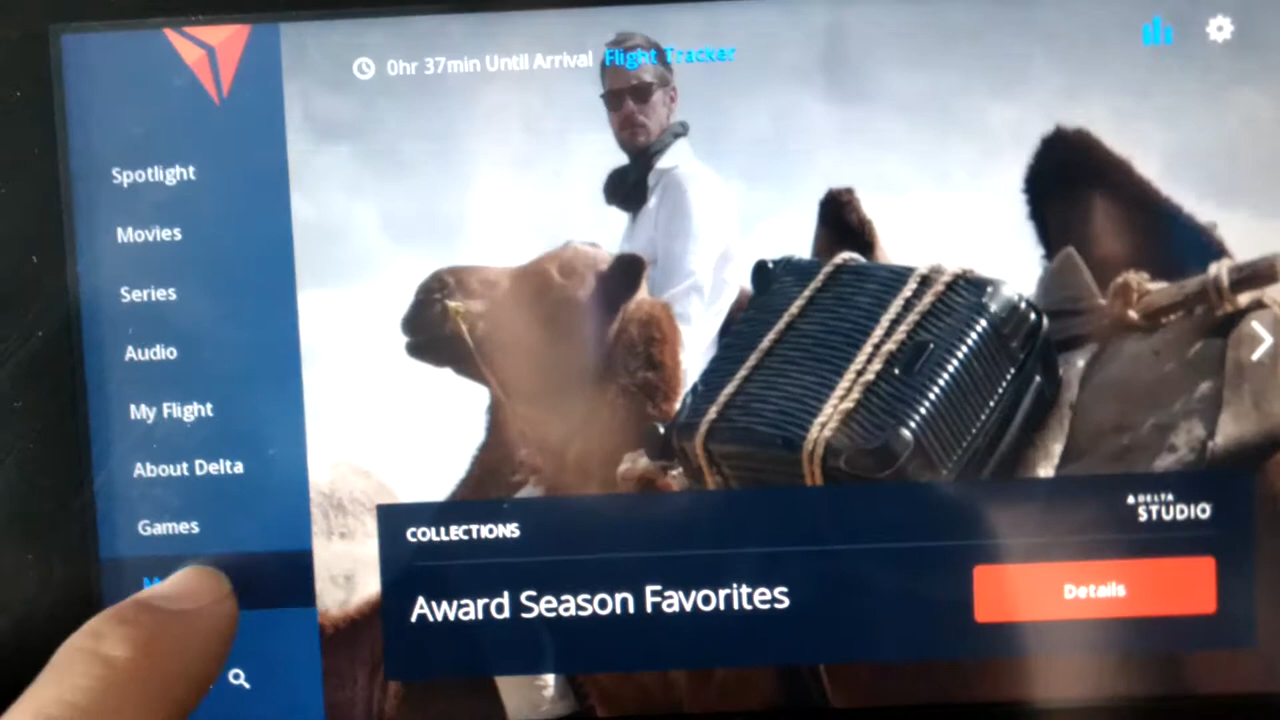 0hr 37min Until Arrival Flight Tracker
Spotlight
Movies
Series
Audio
My Flight
About Delta
Games
DELTA
STUDIO
COLLECTIONS
Award Season Favorites
Details